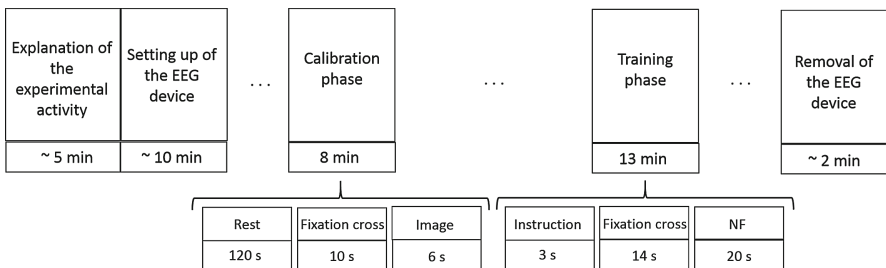 Explanation of
the
experimental
activity
Setting up of
the EEG
device
...
Calibration
phase
...
Training
phase
...
Removal of
the EEG
device
~ 5 min
~ 10 min
8 min
13 min
~ 2 min
Rest
Fixation cross
Image
Instruction
Fixation cross
NF
120 s
10 s
6 s
3 s
14 s
20 s